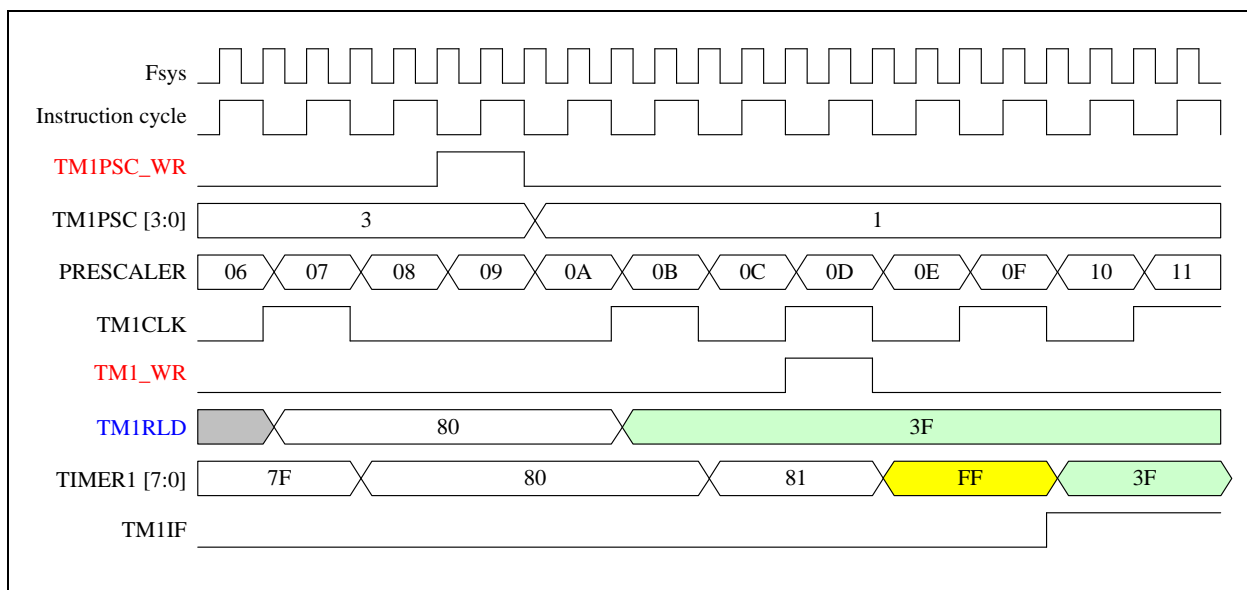 Fsys
Instruction cycle
TM1PSC_WR
TM1PSC [3:0] 3 1
PRESCALER 06 07 08 09 0A 0B 0C 0D 0E 0F 10 11
TM1CLK
TM1_WR
TM1RLD 80 3F
TIMER1 [7:0] 7F 80 81 FF 3F
TM1IF